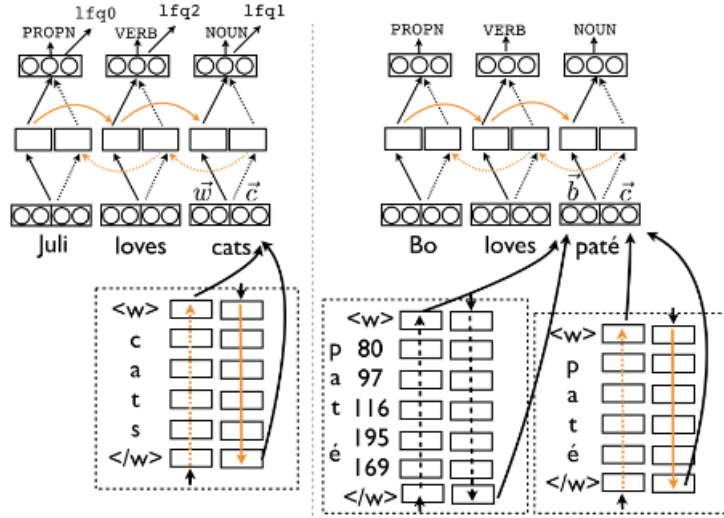 lfq0 lfq2 lfq1
PROPN VERB NOUN
w⃗ c⃗
Juli loves cats
<w>
c
a
t
s
</w>
PROPN VERB NOUN
b⃗ c⃗
Bo loves paté
<w>
p 80
a 97
t 116
é 195
169
</w>
<w>
p
a
t
é
</w>